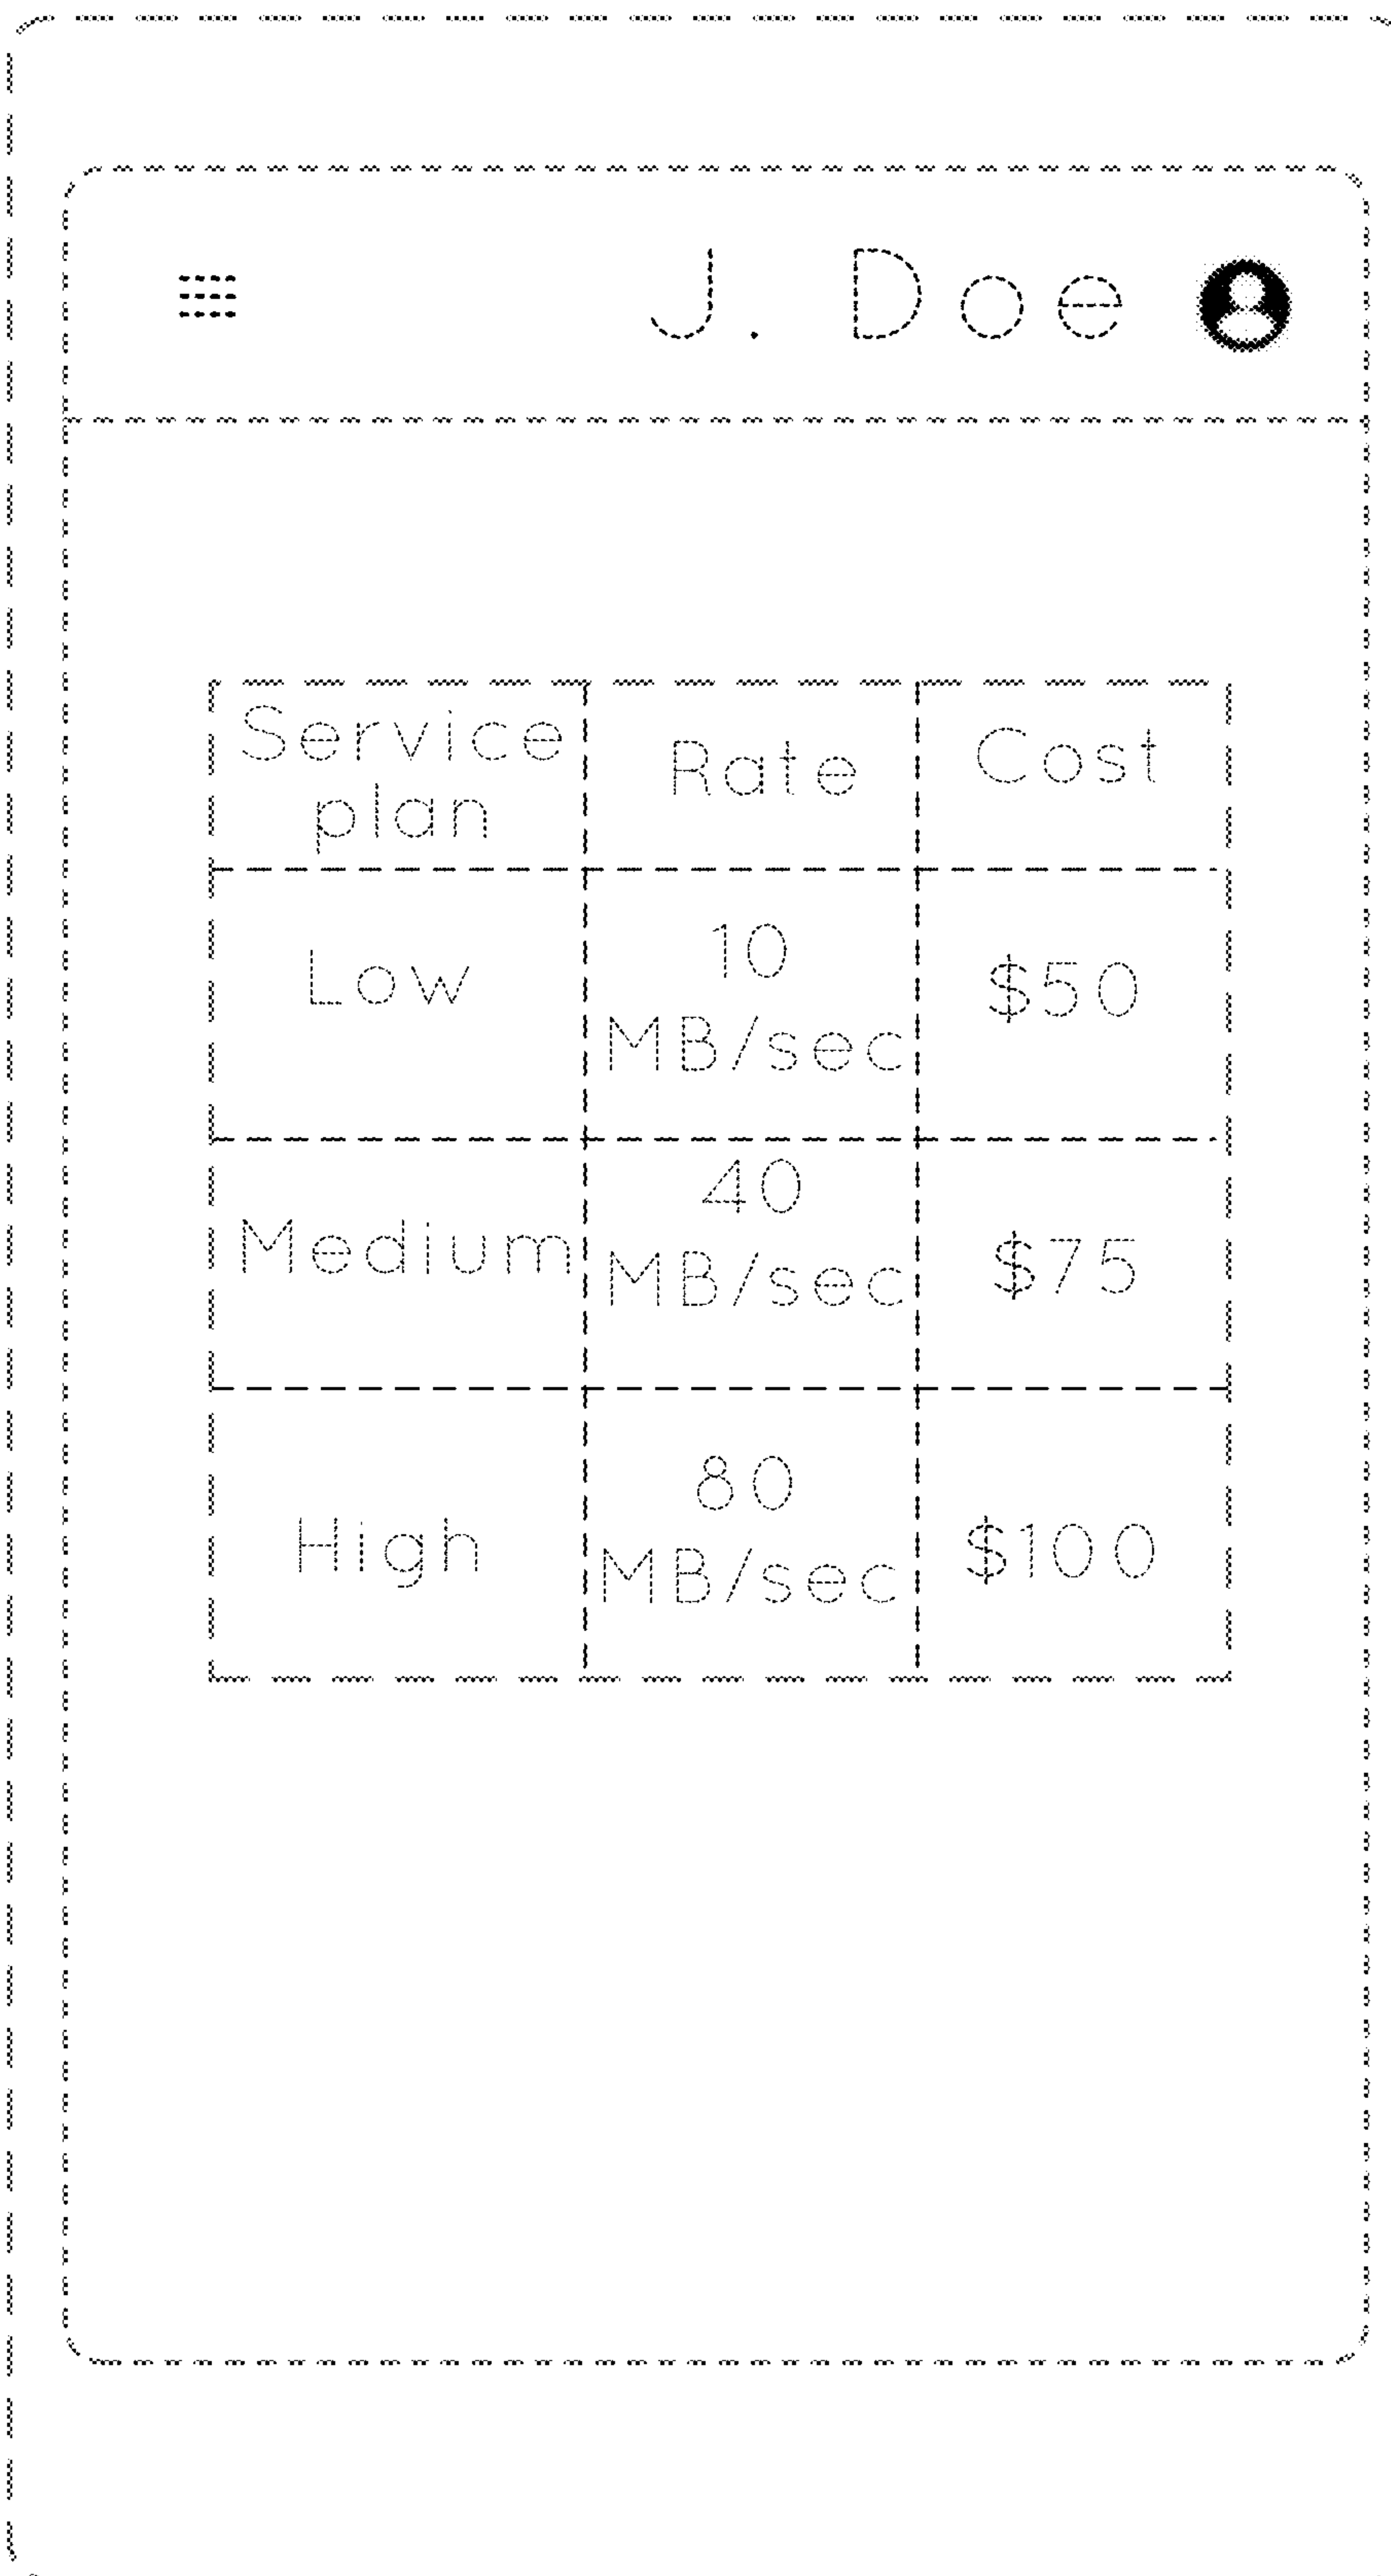 J. Doe
Service
plan
Rate
Cost
Low
10
MB/sec
$50
Medium
40
MB/sec
$75
High
80
MB/sec
$100